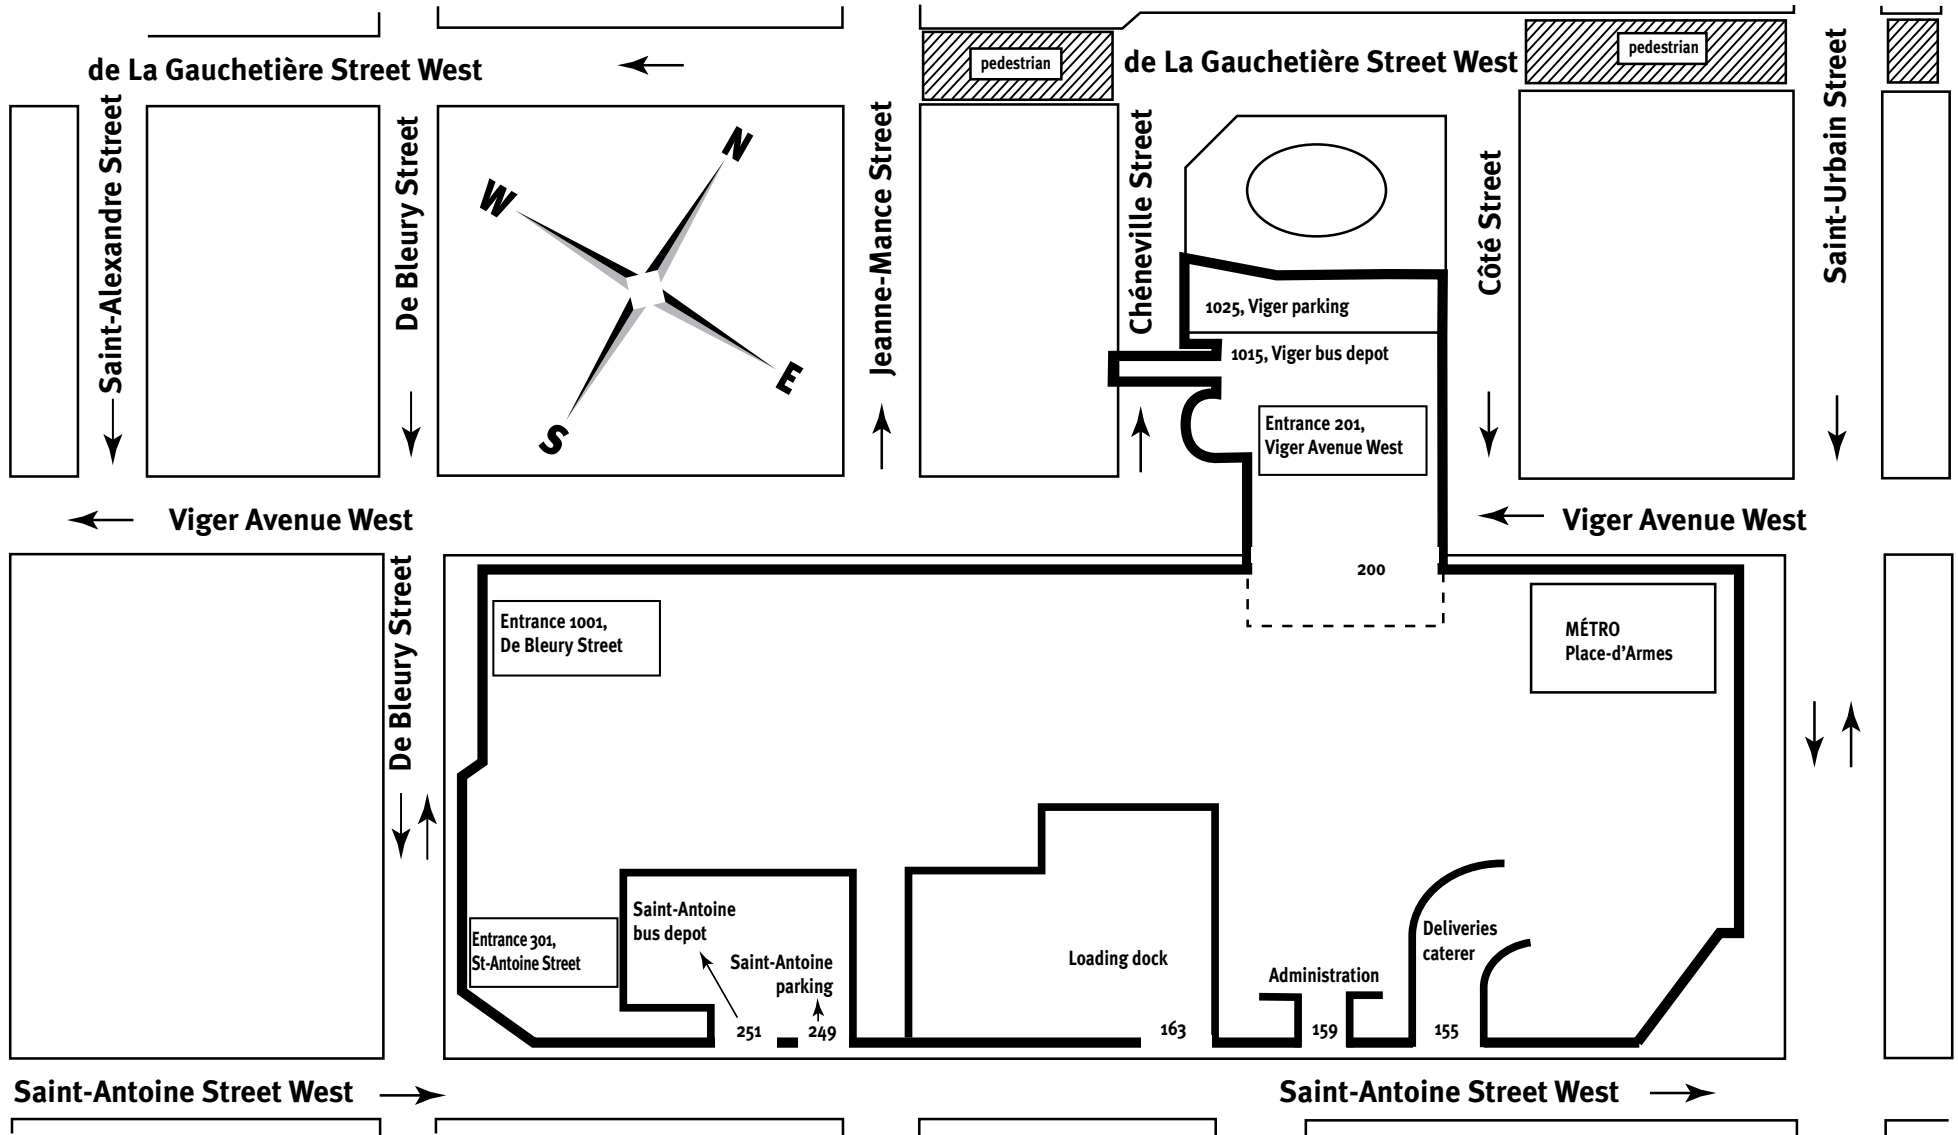 pedestrian
pedestrian
de La Gauchetière Street West
de La Gauchetière Street West
Saint-Alexandre Street
De Bleury Street
N
W
E
S
Jeanne-Mance Street
Chéneville Street
Côté Street
Saint-Urbain Street
1025, Viger parking
1015, Viger bus depot
Entrance 201,
Viger Avenue West
Viger Avenue West
Viger Avenue West
200
De Bleury Street
Entrance 1001,
De Bleury Street
MÉTRO
Place-d'Armes
Saint-Antoine
bus depot
Entrance 301,
St-Antoine Street
Saint-Antoine
parking
251
249
Loading dock
163
Administration
159
Deliveries
caterer
155
Saint-Antoine Street West
Saint-Antoine Street West